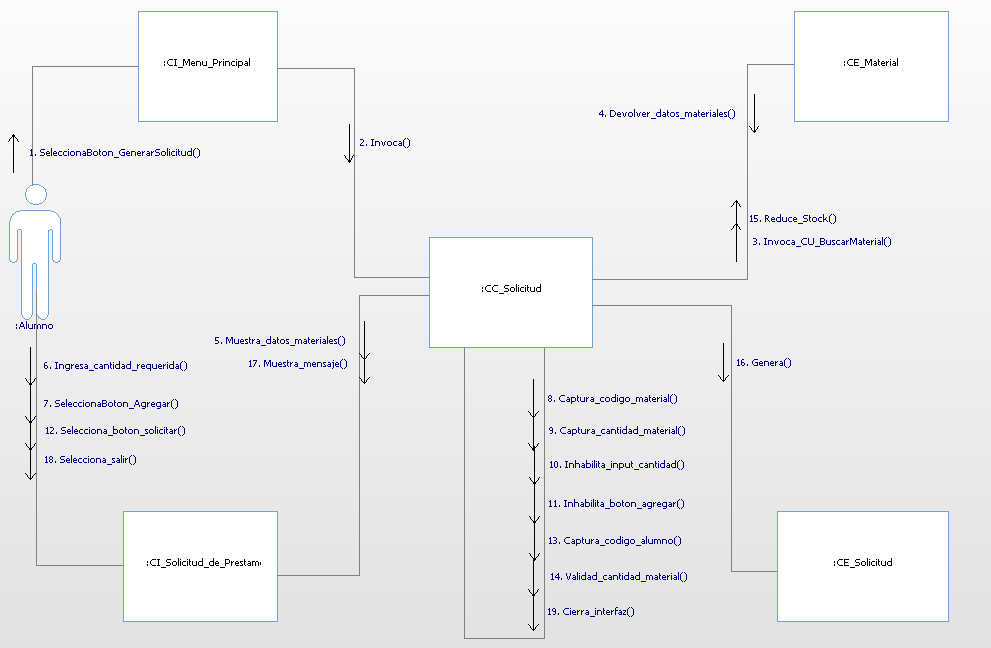 :CI_Menu_Principal
:CE_Material
4. Devolver_datos_materiales()
2. Invoca()
1. SeleccionaBoton_GenerarSolicitud()
15. Reduce_Stock()
3. Invoca_CU_BuscarMaterial()
:CC_Solicitud
:Alumno
5. Muestra_datos_materiales()
17. Muestra_mensaje()
16. Genera()
6. Ingresa_cantidad_requerida()
7. SeleccionaBoton_Agregar()
12. Selecciona_boton_solicitar()
18. Selecciona_salir()
8. Captura_codigo_material()
9. Captura_cantidad_material()
10. Inhabilita_input_cantidad()
11. Inhabilita_boton_agregar()
13. Captura_codigo_alumno()
14. Validad_cantidad_material()
19. Cierra_interfaz()
:CI_Solicitud_de_Prestam
:CE_Solicitud